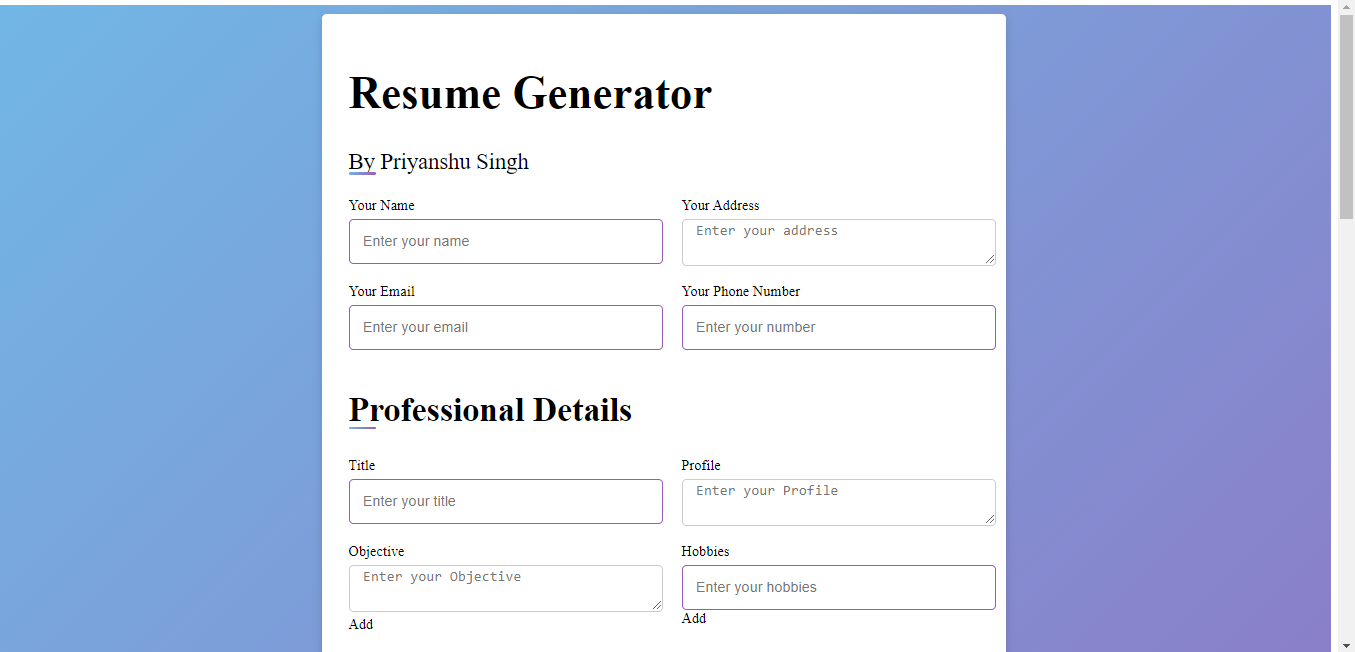 Resume Generator
By Priyanshu Singh
Your Name
Your Address
Enter your name
Enter your address
Your Email
Your Phone Number
Enter your email
Enter your number
Professional Details
Title
Profile
Enter your title
Enter your Profile
Objective
Hobbies
Enter your Objective
Enter your hobbies
Add
Add